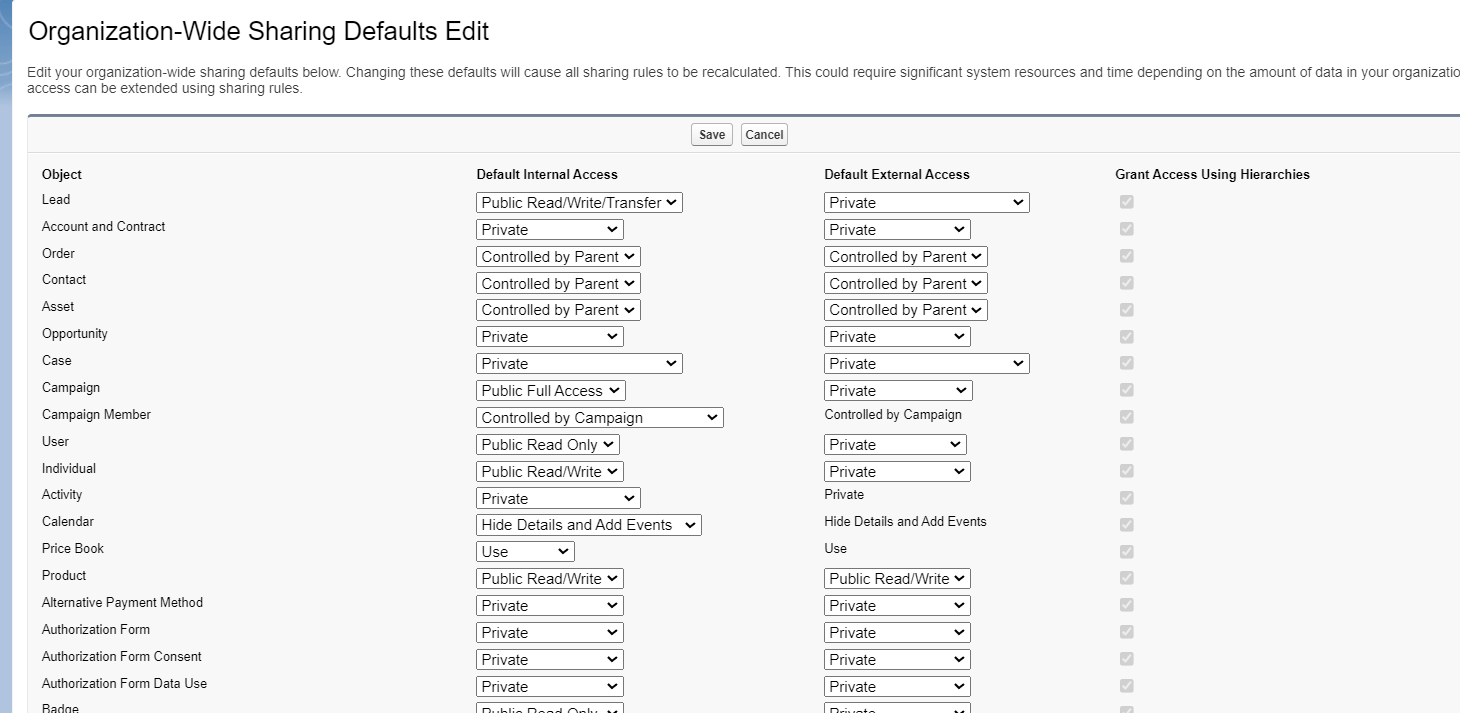 Organization-Wide Sharing Defaults Edit
Edit your organization-wide sharing defaults below. Changing these defaults will cause all sharing rules to be recalculated. This could require significant system resources and time depending on the amount of data in your organizatio
access can be extended using sharing rules.
Save Cancel
Object Default Internal Access Default External Access Grant Access Using Hierarchies
Lead Public Read/Write/Transfer Private
Account and Contract Private Private
Order Controlled by Parent Controlled by Parent
Contact Controlled by Parent Controlled by Parent
Asset Controlled by Parent Controlled by Parent
Opportunity Private Private
Case Private Private
Campaign Public Full Access Private
Campaign Member Controlled by Campaign Controlled by Campaign
User Public Read Only Private
Individual Public Read/Write Private
Activity Private Private
Calendar Hide Details and Add Events Hide Details and Add Events
Price Book Use Use
Product Public Read/Write Public Read/Write
Alternative Payment Method Private Private
Authorization Form Private Private
Authorization Form Consent Private Private
Authorization Form Data Use Private Private
Badge Public Read Only Private